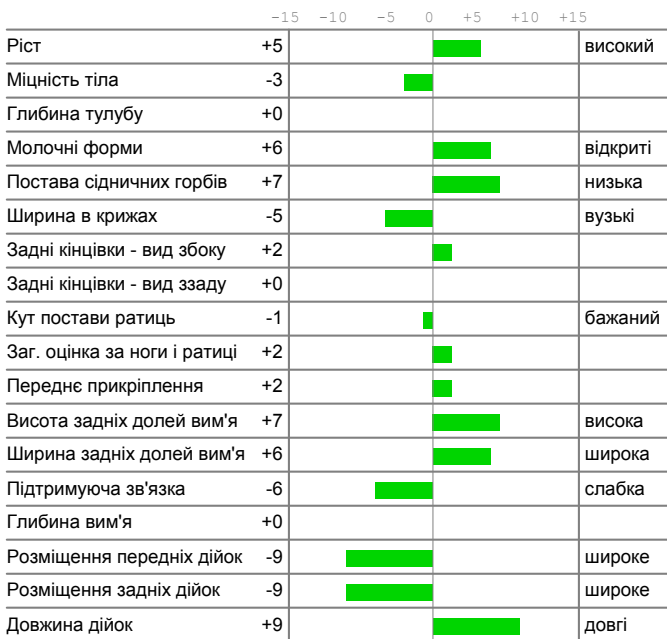 -15 -10 -5 0 +5 +10 +15
Ріст +5 високий
Міцність тіла -3
Глибина тулубу +0
Молочні форми +6 відкриті
Постава сідничних горбів +7 низька
Ширина в крижах -5 вузькі
Задні кінцівки - вид збоку +2
Задні кінцівки - вид ззаду +0
Кут постави ратиць -1 бажаний
Заг. оцінка за ноги і ратиці +2
Переднє прикріплення +2
Висота задніх долей вим'я +7 висока
Ширина задніх долей вим'я +6 широка
Підтримуюча зв'язка -6 слабка
Глибина вим'я +0
Розміщення передніх дійок -9 широке
Розміщення задніх дійок -9 широке
Довжина дійок +9 довгі